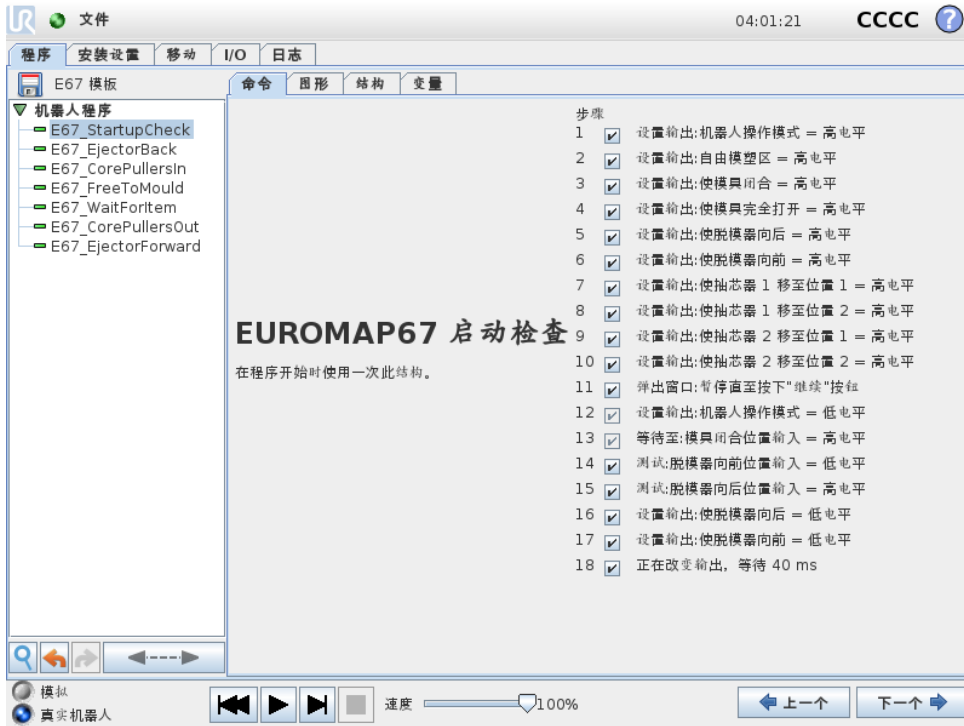 UR 文件 04:01:21 CCCC ?
程序 安装设置 移动 I/O 日志
E67 模板 命令 图形 结构 变量
机器人程序
E67_StartupCheck
E67_EjectorBack
E67_CorePullersIn
E67_FreeToMould
E67_WaitForItem
E67_CorePullersOut
E67_EjectorForward
EUROMAP67 启动检查
在程序开始时使用一次此结构。
步骤
1 设置输出:机器人操作模式 = 高电平
2 设置输出:自由模塑区 = 高电平
3 设置输出:使模具闭合 = 高电平
4 设置输出:使模具完全打开 = 高电平
5 设置输出:使脱模器向后 = 高电平
6 设置输出:使脱模器向前 = 高电平
7 设置输出:使抽芯器 1 移至位置 1 = 高电平
8 设置输出:使抽芯器 1 移至位置 2 = 高电平
9 设置输出:使抽芯器 2 移至位置 1 = 高电平
10 设置输出:使抽芯器 2 移至位置 2 = 高电平
11 弹出窗口:暂停直至按下"继续"按钮
12 设置输出:机器人操作模式 = 低电平
13 等待至:模具闭合位置输入 = 高电平
14 测试:脱模器向前位置输入 = 低电平
15 测试:脱模器向后位置输入 = 高电平
16 设置输出:使脱模器向后 = 低电平
17 设置输出:使脱模器向前 = 低电平
18 正在改变输出，等待 40 ms
模拟
真实机器人
速度 100%
上一个 下一个